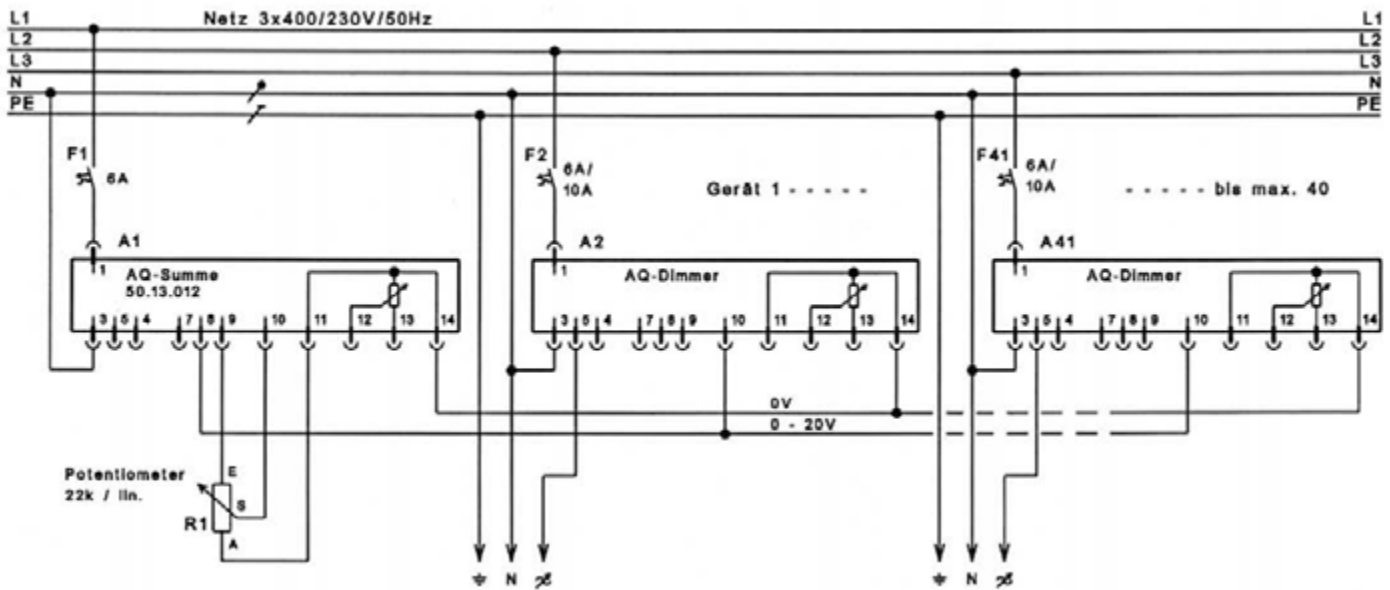 L1 Netz 3x400/230V/50Hz L1
L2 L2
L3 L3
N N
PE PE
F1
6A
F2 6A/
10A
Gerät 1 - - - - -
F41 6A/
10A
- - - - - bis max. 40
A1
A2
A41
1 AQ-Summe
50.13.012
1 AQ-Dimmer
1 AQ-Dimmer
3 5 4 7 8 9 10 11 12 13 14
3 5 4 7 8 9 10 11 12 13 14
3 5 4 7 8 9 10 11 12 13 14
0V
0 - 20V
Potentiometer
22k / lin.
E
S
R1
A
N
N